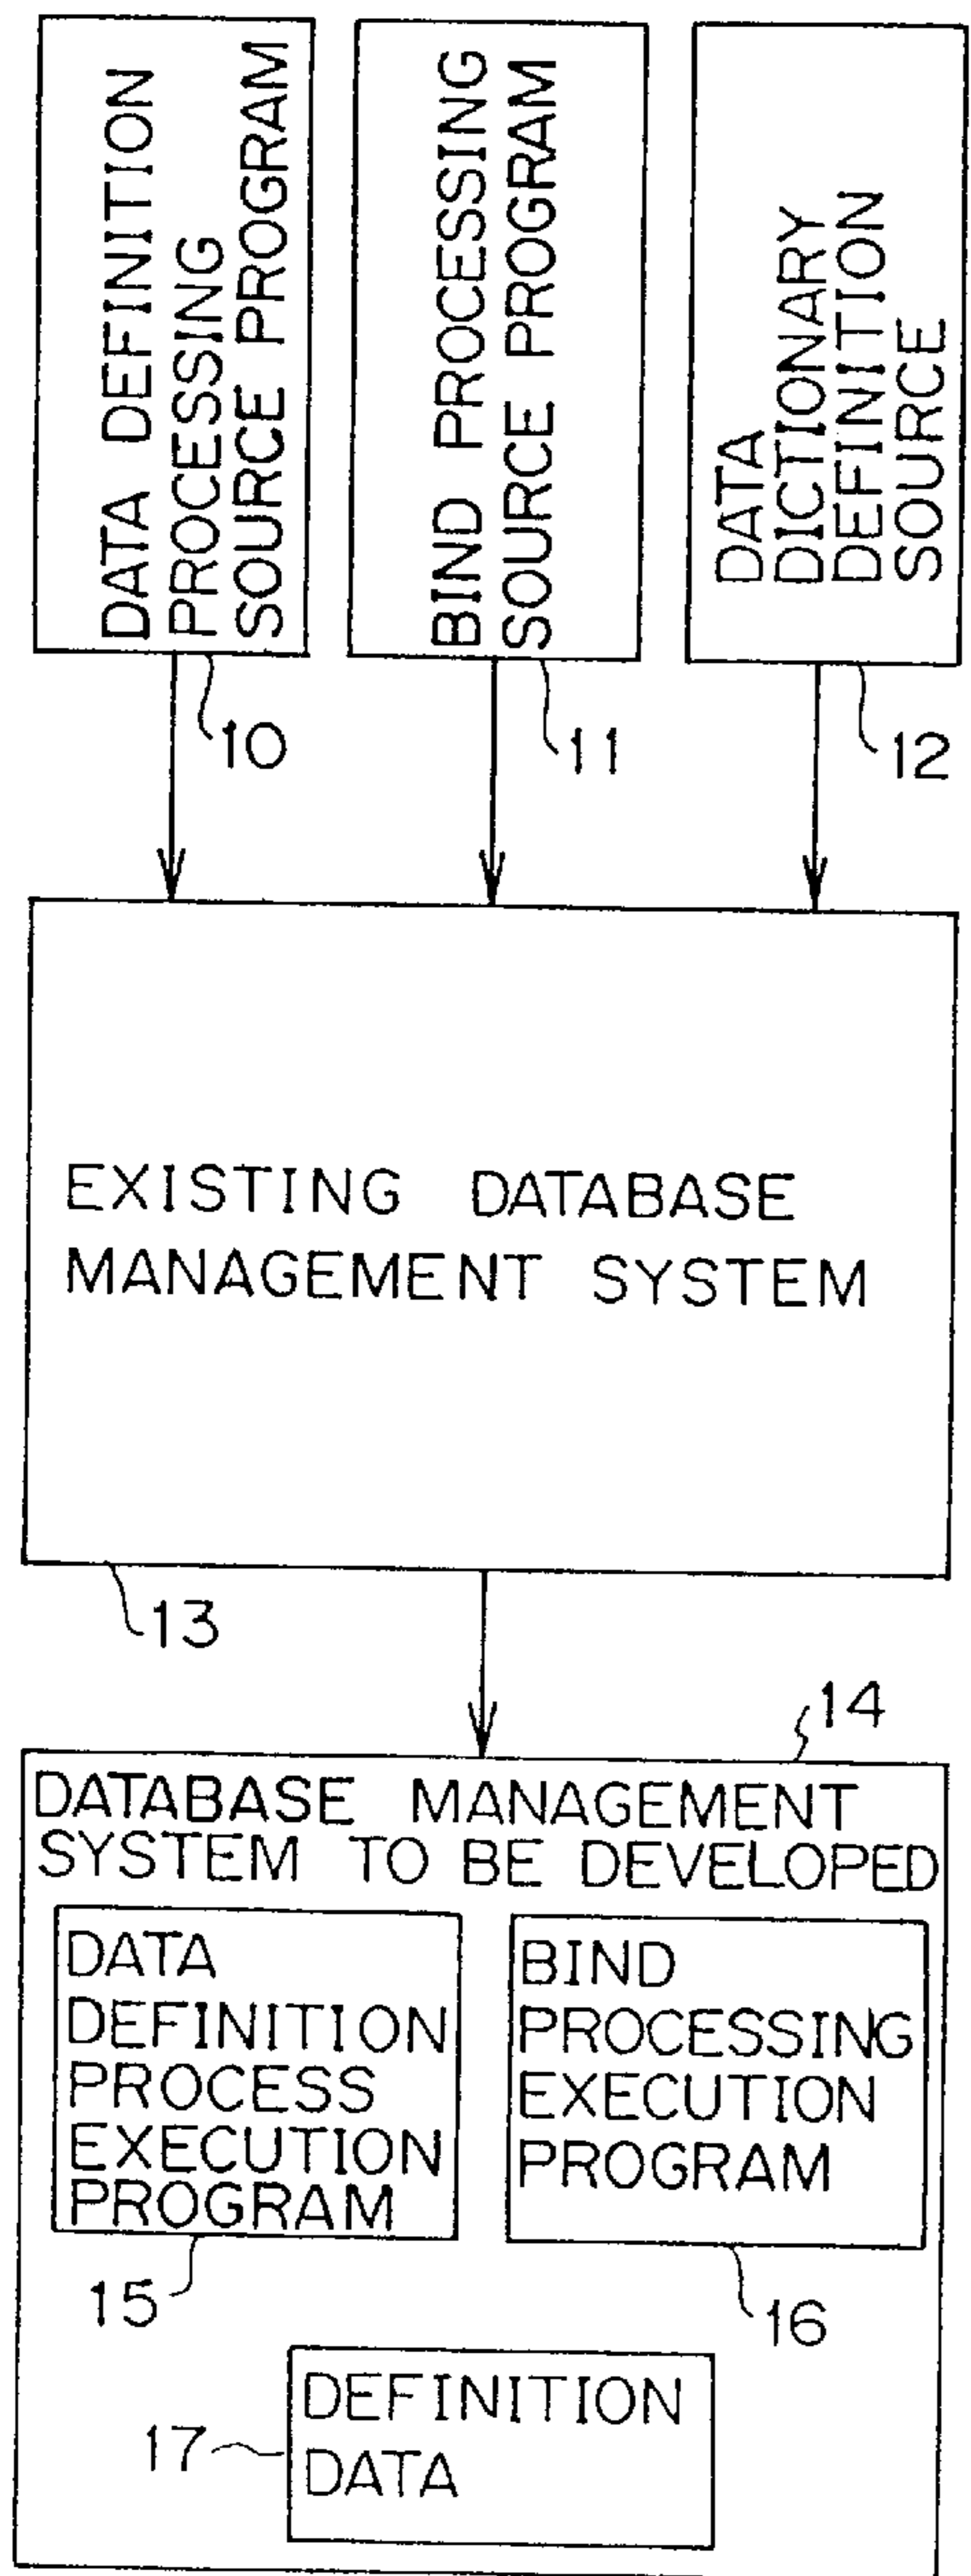 DATA DEFINITION
PROCESSING
SOURCE PROGRAM
10
BIND PROCESSING
SOURCE PROGRAM
11
DATA
DICTIONARY
DEFINITION
SOURCE
12
EXISTING DATABASE
MANAGEMENT SYSTEM
13
14
DATABASE MANAGEMENT
SYSTEM TO BE DEVELOPED
DATA
DEFINITION
PROCESS
EXECUTION
PROGRAM
15
BIND
PROCESSING
EXECUTION
PROGRAM
16
DEFINITION
DATA
17